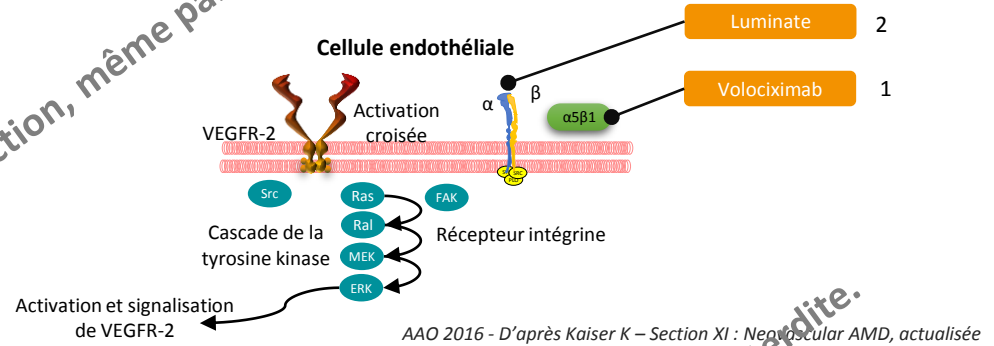 Luminate 2
Cellule endothéliale
Volociximab 1
α β
α5β1
VEGFR-2
Activation
croisée
Src Ras FAK
Ral
Cascade de la
tyrosine kinase
Récepteur intégrine
MEK
ERK
Activation et signalisation
de VEGFR-2
SRC
AAO 2016 - D'après Kaiser K – Section XI : Neovascular AMD, actualisée
ction, même pa
rdite.